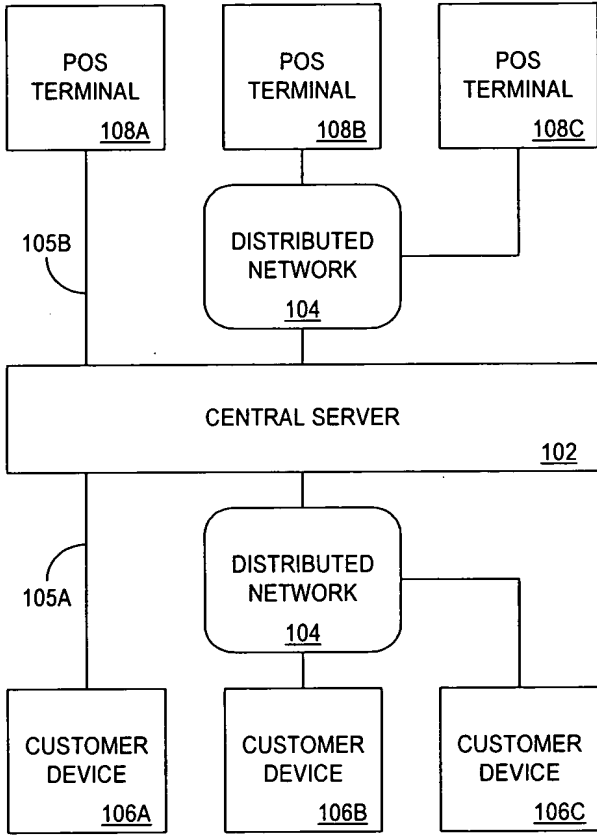 POS
TERMINAL
108A
POS
TERMINAL
108B
POS
TERMINAL
108C
105B
DISTRIBUTED
NETWORK
104
CENTRAL SERVER
102
105A
DISTRIBUTED
NETWORK
104
CUSTOMER
DEVICE
106A
CUSTOMER
DEVICE
106B
CUSTOMER
DEVICE
106C